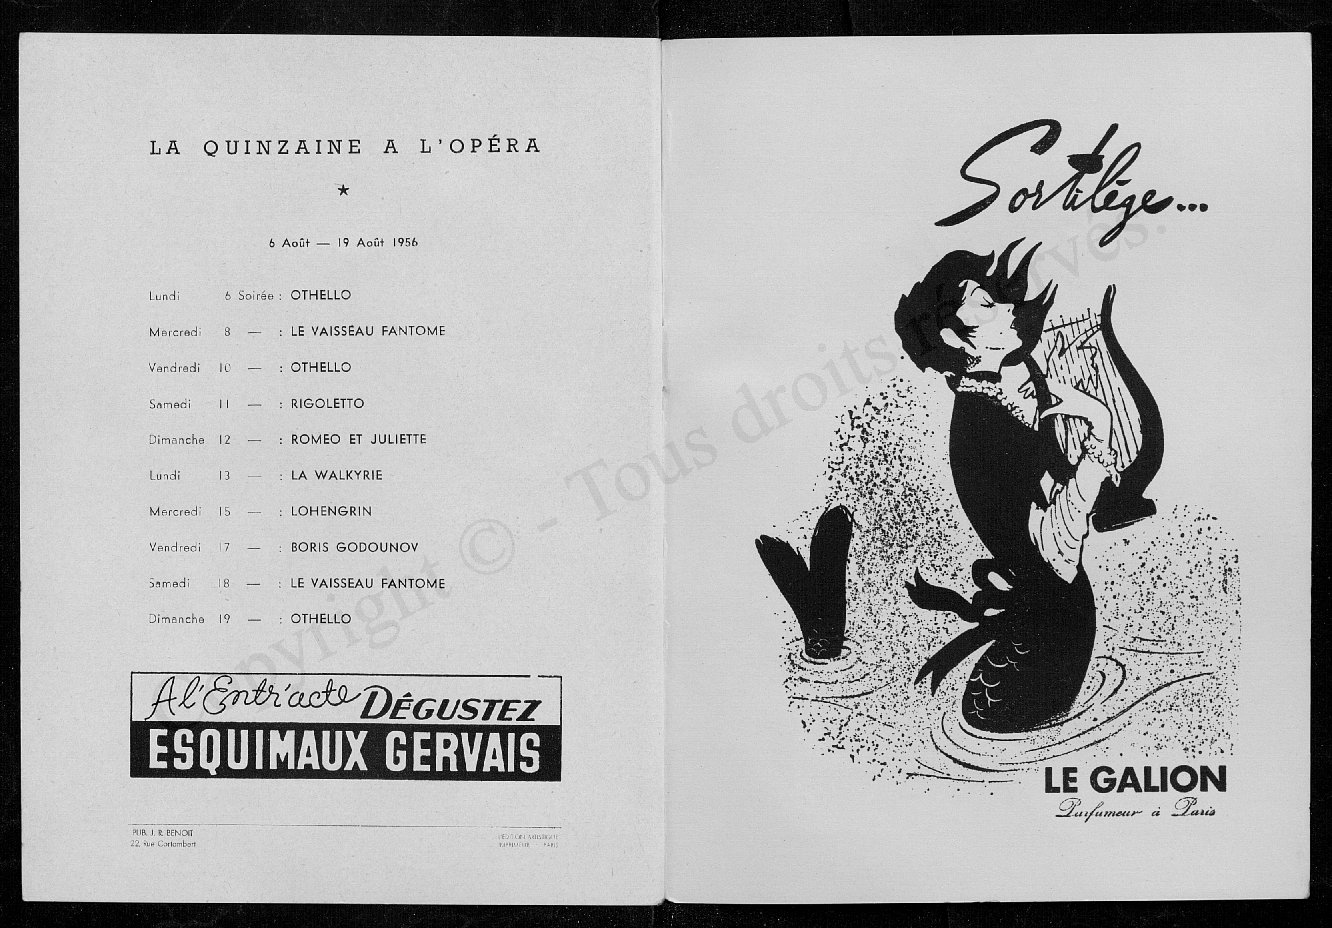 LA QUINZAINE A L'OPÉRA
★
6 Août — 19 Août 1956
Lundi 6 Soirée : OTHELLO
Mercredi 8 — : LE VAISSEAU FANTOME
Vendredi 10 — : OTHELLO
Samedi 11 — : RIGOLETTO
Dimanche 12 — : ROMEO ET JULIETTE
Lundi 13 — : LA WALKYRIE
Mercredi 15 — : LOHENGRIN
Vendredi 17 — : BORIS GODOUNOV
Samedi 18 — : LE VAISSEAU FANTOME
Dimanche 19 — : OTHELLO
A l'Entr'acte DÉGUSTEZ
ESQUIMAUX GERVAIS
PUB. J. R. BENOIT
22, Rue Cortambert
Sortilège...
LE GALION
Parfumeur à Paris
pyright © - Tous droits réservés.